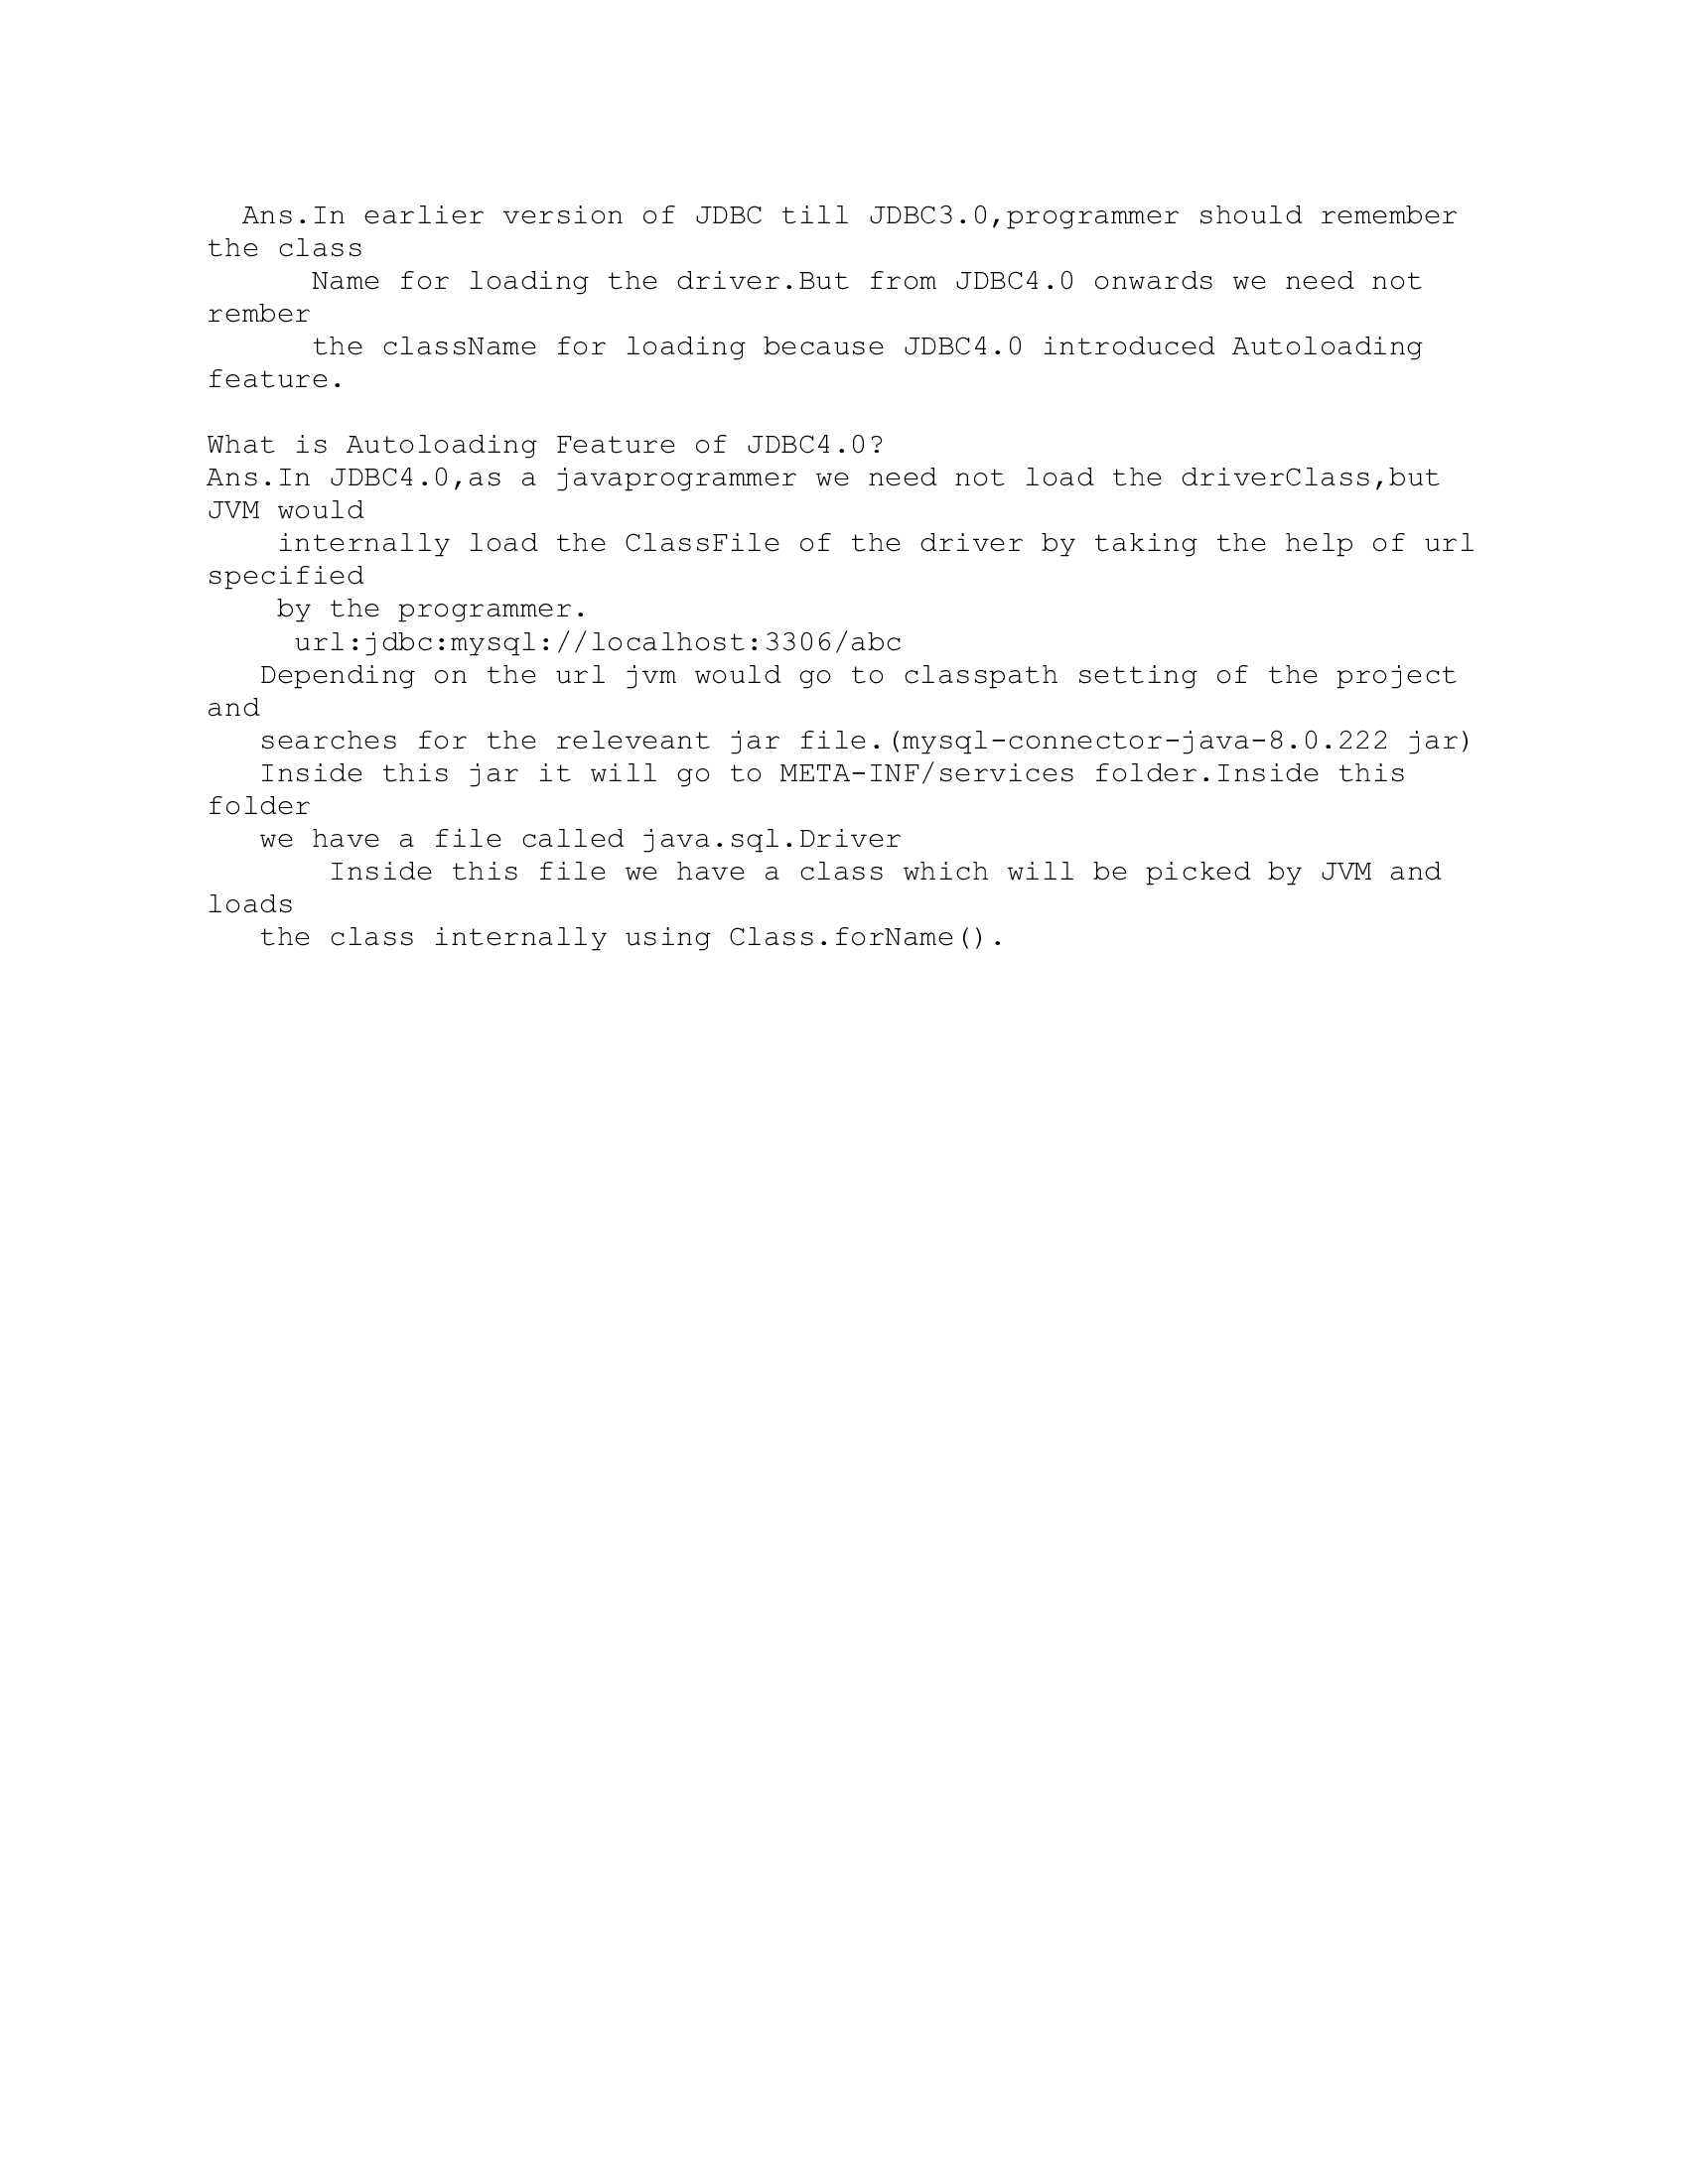 Ans.In earlier version of JDBC till JDBC3.0,programmer should remember
the class
Name for loading the driver.But from JDBC4.0 onwards we need not
rember
the className for loading because JDBC4.0 introduced Autoloading
feature.
What is Autoloading Feature of JDBC4.0?
Ans.In JDBC4.0,as a javaprogrammer we need not load the driverClass,but
JVM would
internally load the ClassFile of the driver by taking the help of url
specified
by the programmer.
url:jdbc:mysql://localhost:3306/abc
Depending on the url jvm would go to classpath setting of the project
and
searches for the releveant jar file.(mysql-connector-java-8.0.222 jar)
Inside this jar it will go to META-INF/services folder.Inside this
folder
we have a file called java.sql.Driver
Inside this file we have a class which will be picked by JVM and
loads
the class internally using Class.forName().